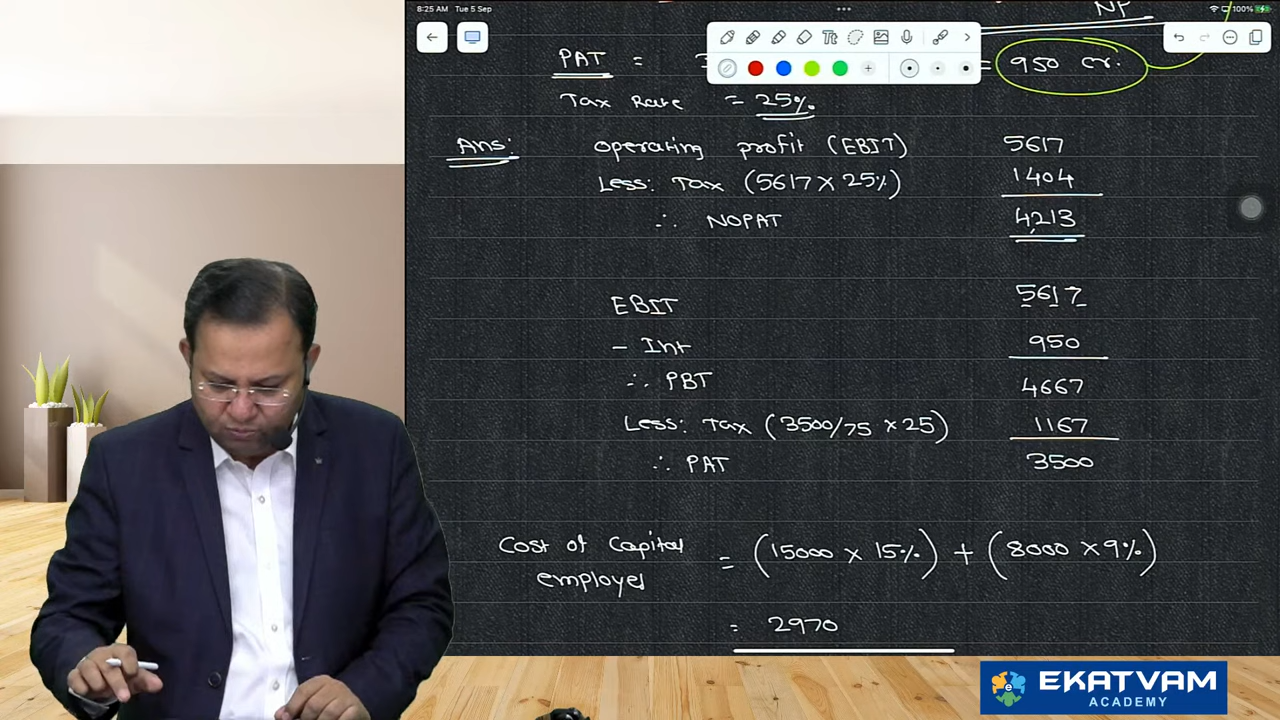 8:25 AM Tue 5 Sep
100%
NP
PAT =
= 950 Cr.
Tax Rate = 25%.
Ans: Operating profit (EBIT) 5617
Less: Tax (5617 X 25%) 1404
∴ NOPAT 4213
EBIT 5617
- Int 950
∴ PBT 4667
Less: Tax (3500/75 x 25) 1167
∴ PAT 3500
Cost of Capital = (15000 x 15%) + (8000 x 9%)
employed
= 2970
EKATVAM
ACADEMY